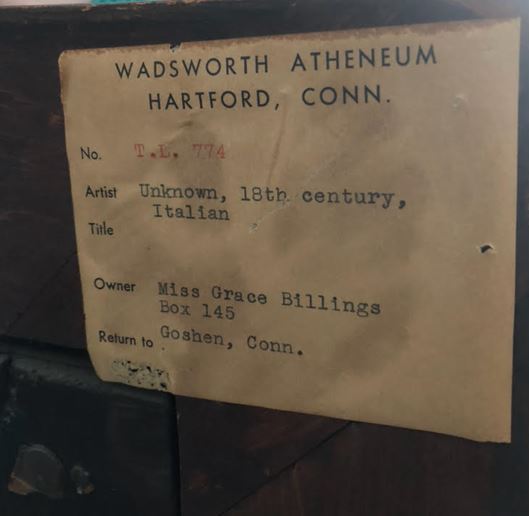 WADSWORTH ATHENEUM
HARTFORD, CONN.
No. T.L. 774
Artist Unknown, 18th century,
Italian
Title
Owner Miss Grace Billings
Box 145
Return to Goshen, Conn.